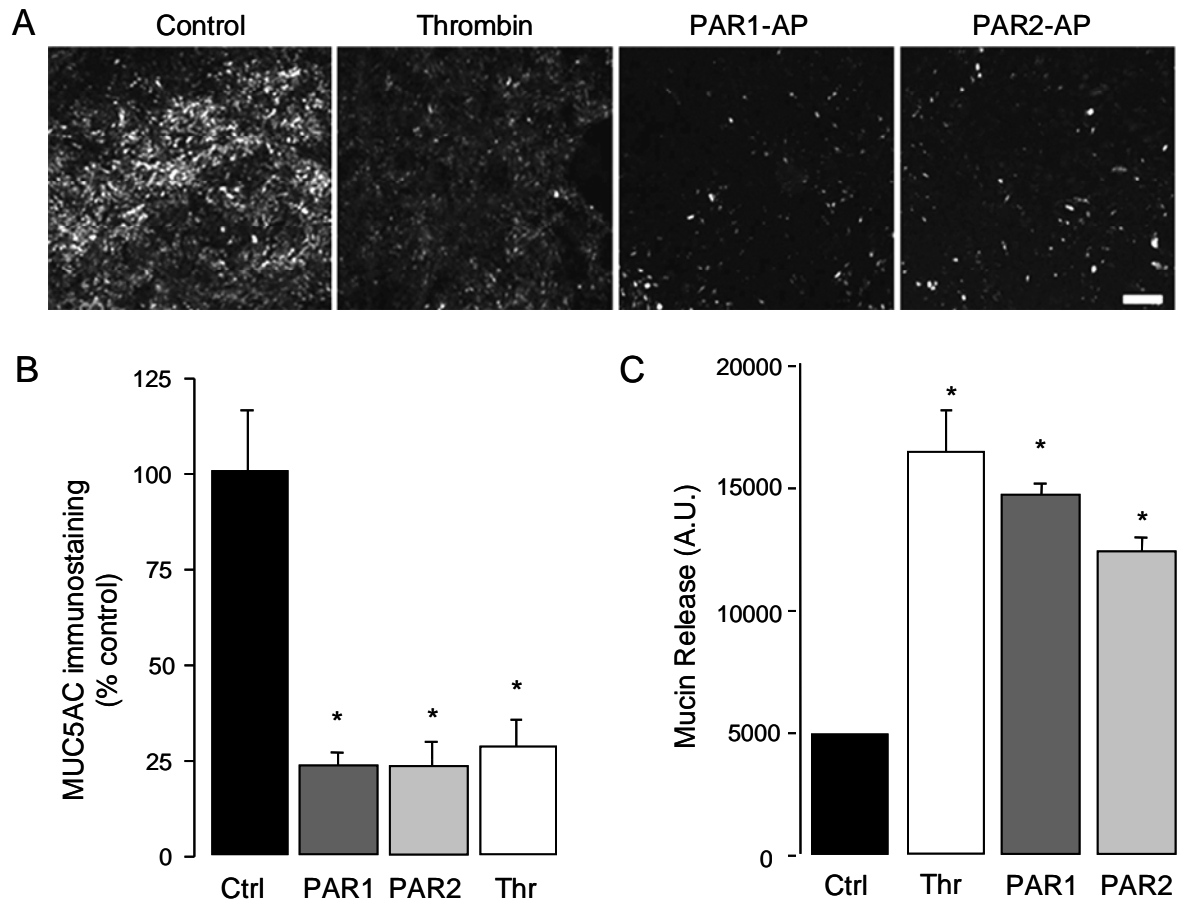 A
Control
Thrombin
PAR1-AP
PAR2-AP
B
MUC5AC immunostaining
(% control)
125
100
75
50
25
0
*
*
*
Ctrl
PAR1
PAR2
Thr
C
Mucin Release (A.U.)
20000
15000
10000
5000
0
*
*
*
Ctrl
Thr
PAR1
PAR2